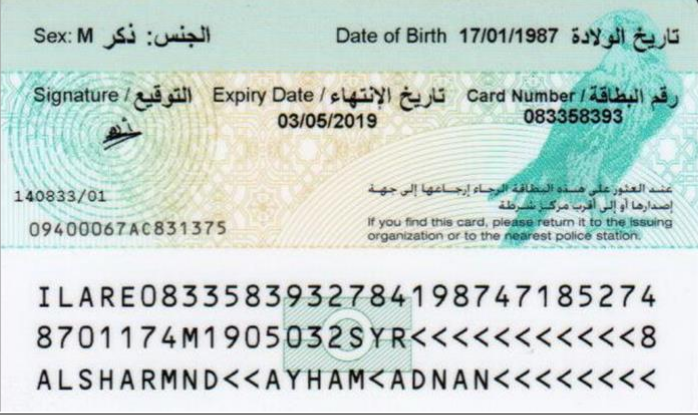 Sex: M الجنس: ذكر Date of Birth 17/01/1987 تاريخ الولادة
Signature / التوقيع Expiry Date / تاريخ الإنتهاء Card Number / رقم البطاقة
03/05/2019 083358393
140833/01
09400067AC831375
عند العثور على هذه البطاقة الرجاء إرجاعها إلى جهة
إصدارها أو إلى أقرب مركز شرطة
If you find this card, please return it to the issuing
organization or to the nearest police station.
ILARE0833583932784198747185274
8701174M1905032SYR<<<<<<<<<<<8
ALSHARMND<<AYHAM<ADNAN<<<<<<<<